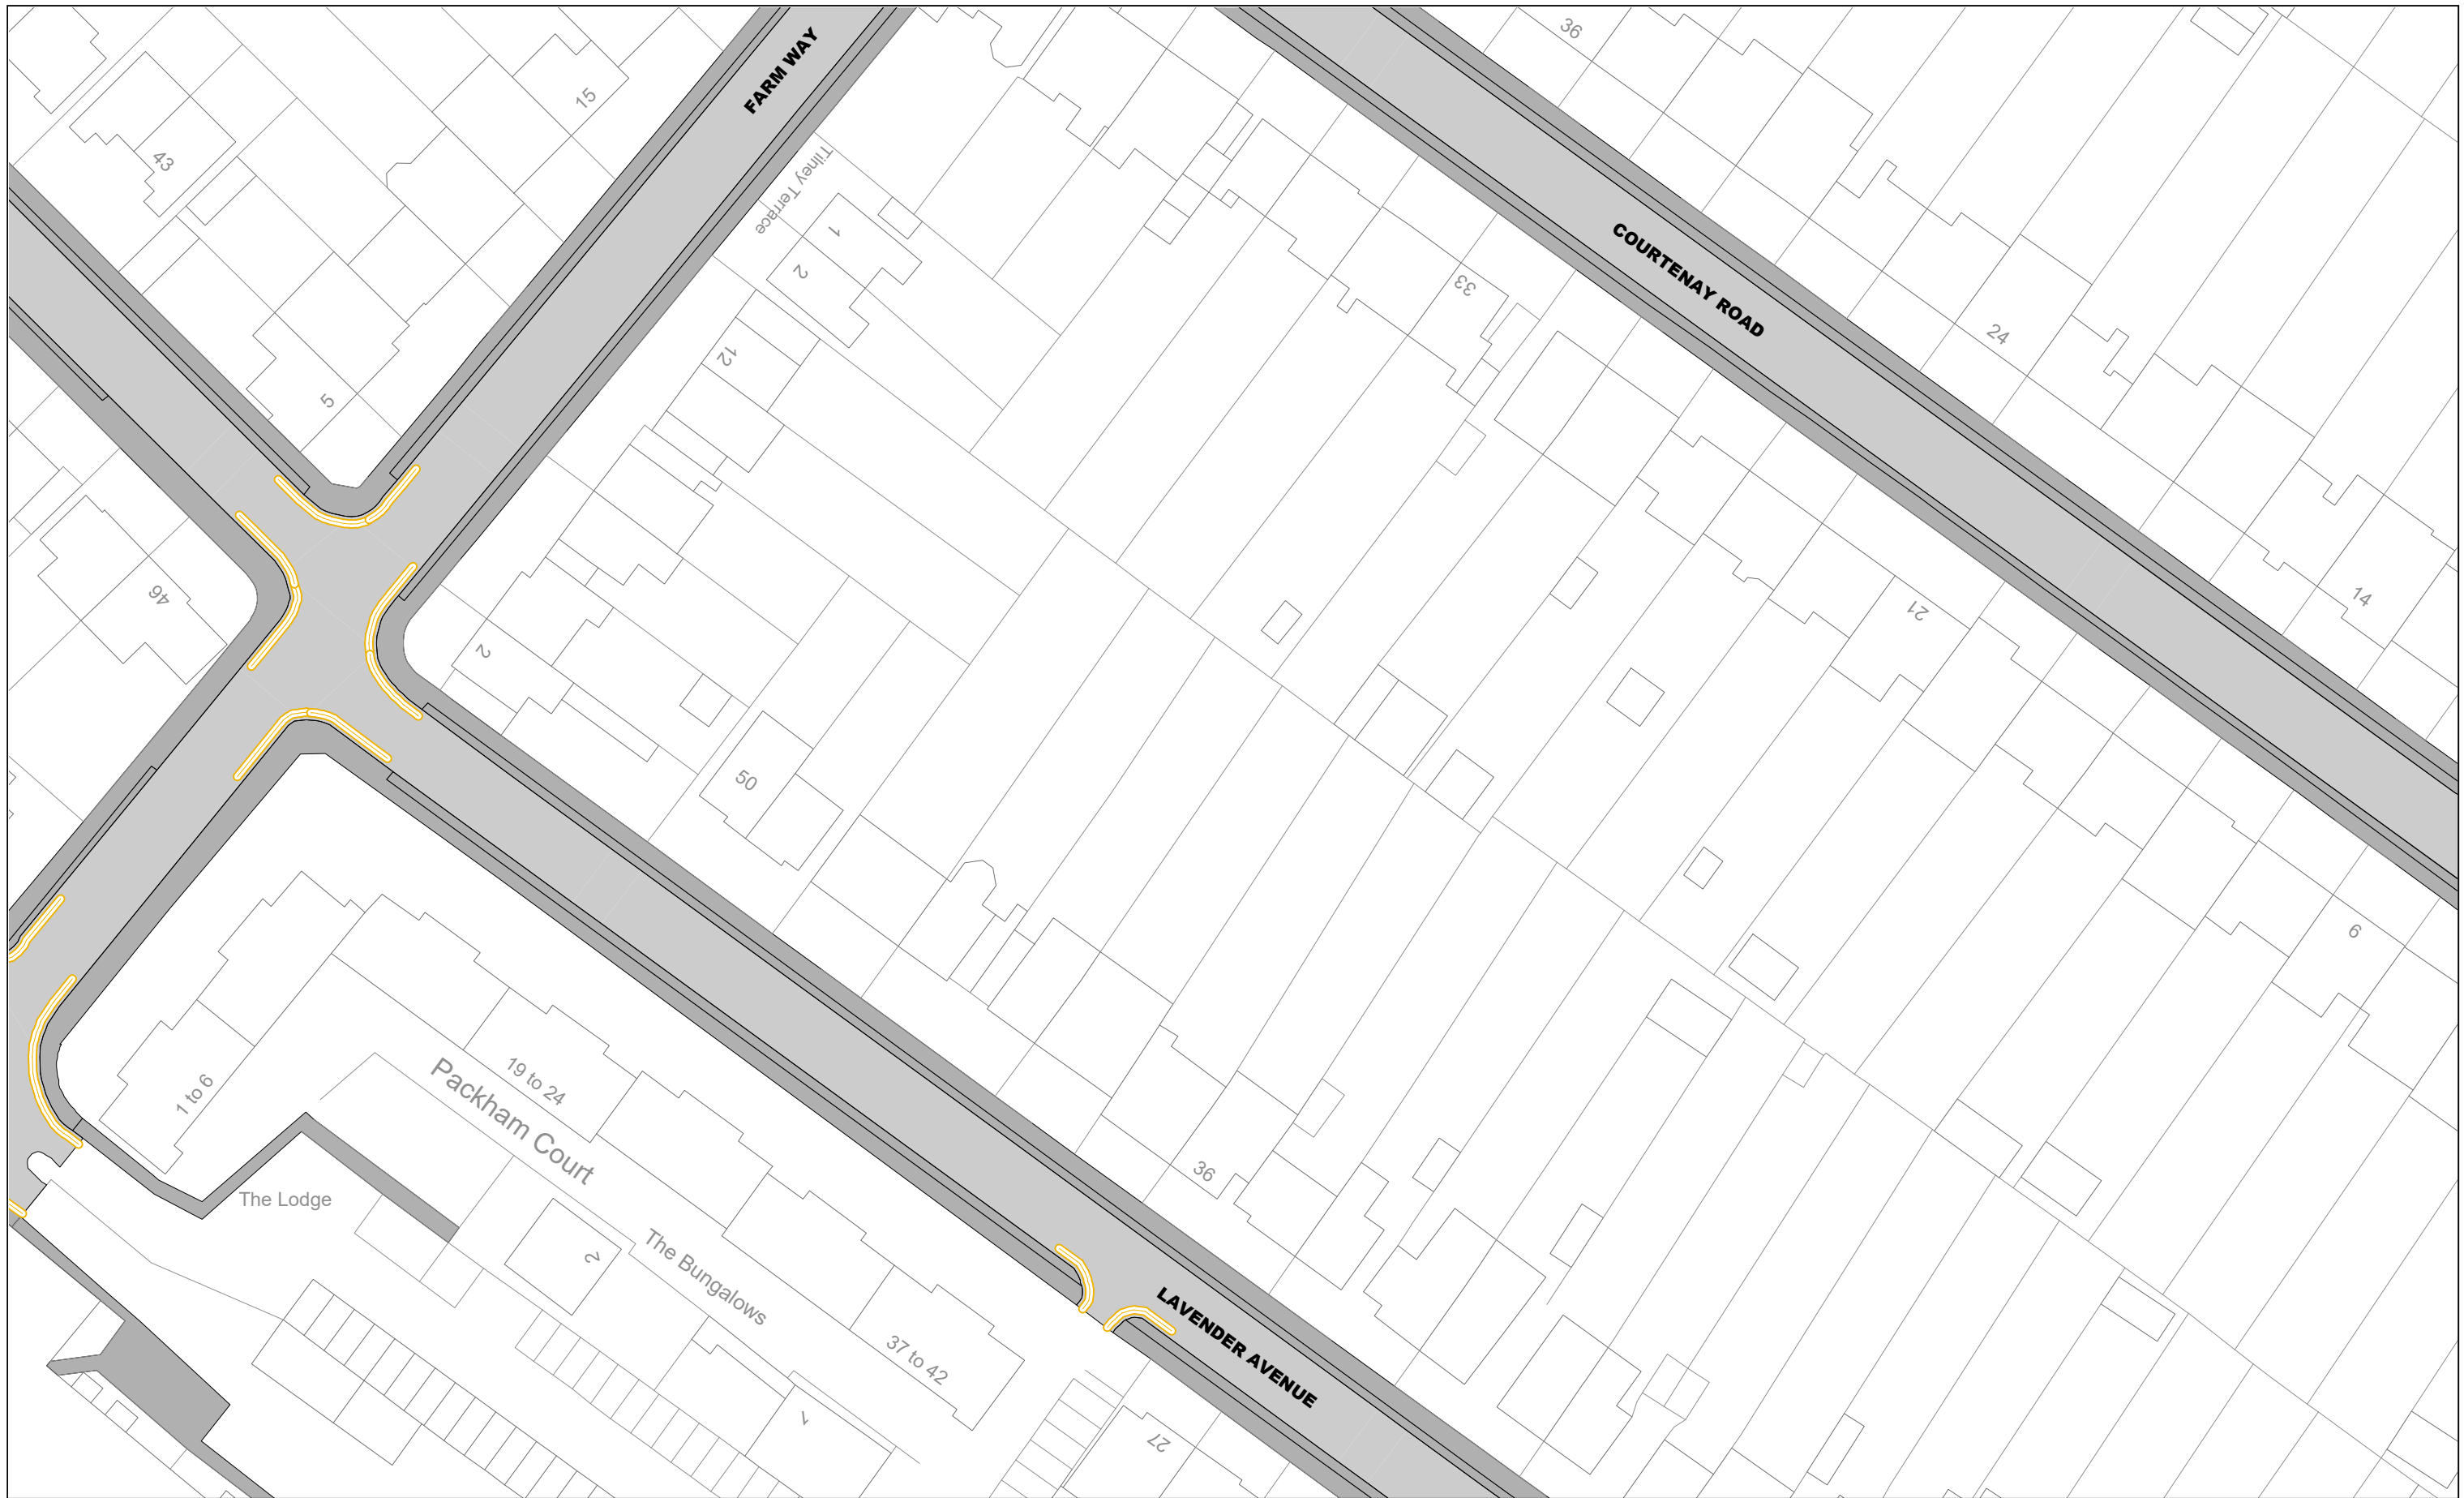 FARM WAY
36
15
43
Tilney Terrace
1
2
COURTENAY ROAD
33
24
12
5
46
14
21
2
50
6
19 to 24
Packham Court
1 to 6
36
The Lodge
2
The Bungalows
LAVENDER AVENUE
37 to 42
1
27